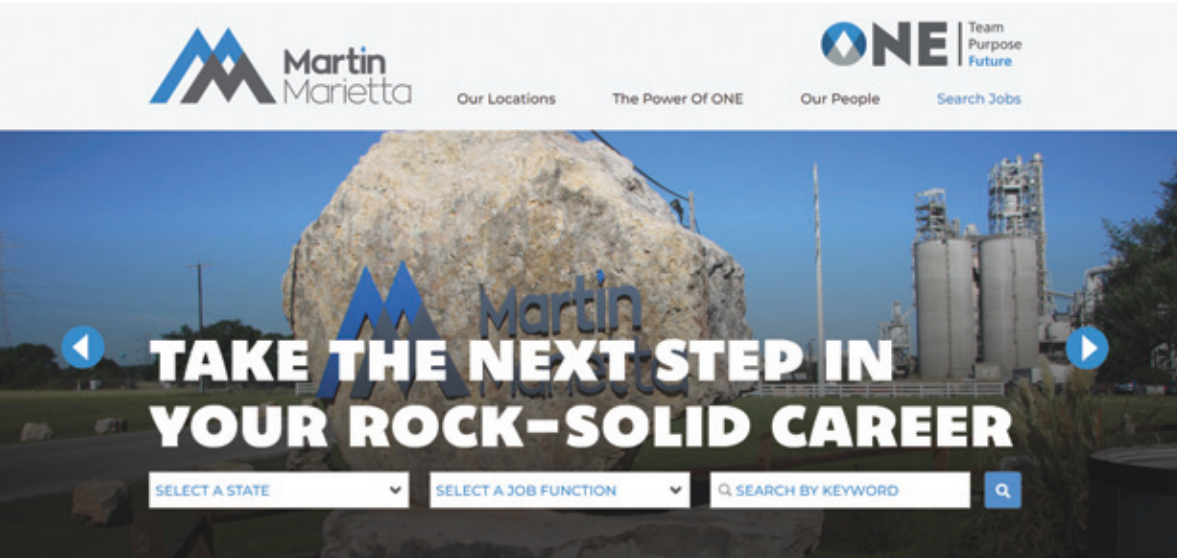 Martin
Marietta
ONE
Team
Purpose
Future
Our Locations
The Power Of ONE
Our People
Search Jobs
Martin
Marietta
TAKE THE NEXT STEP IN
YOUR ROCK-SOLID CAREER
SELECT A STATE
SELECT A JOB FUNCTION
SEARCH BY KEYWORD